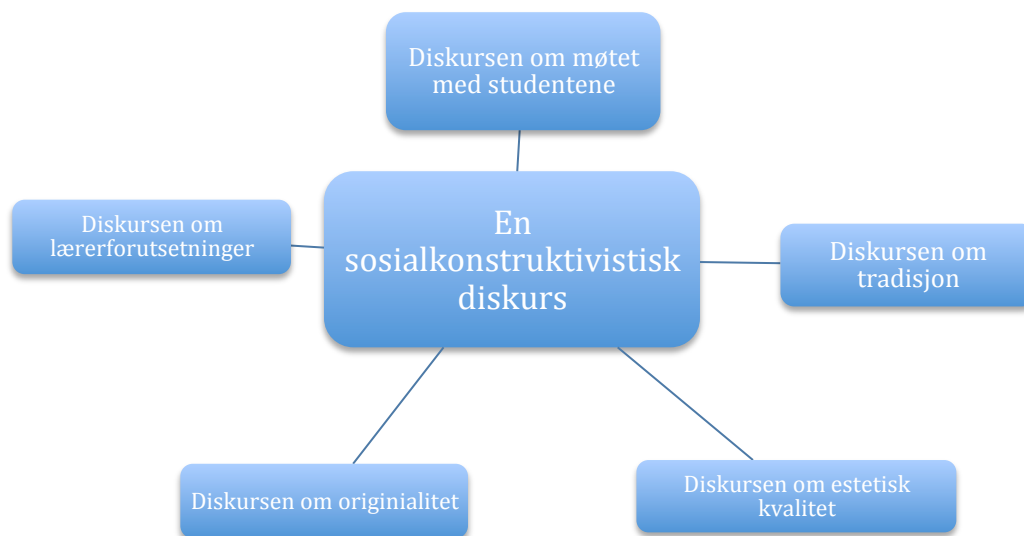 Diskursen om møtet
med studentene
Diskursen om
lærerforutsetninger
En
sosialkonstruktivistisk
diskurs
Diskursen om
tradisjon
Diskursen om originialitet
Diskursen om estetisk
kvalitet